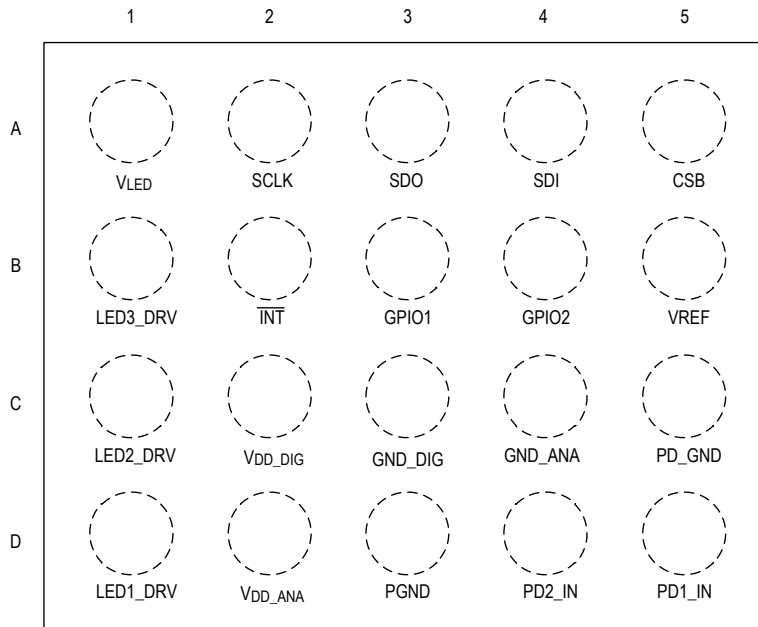 1 2 3 4 5
A
VLED SCLK SDO SDI CSB
B
LED3_DRV INT GPIO1 GPIO2 VREF
C
LED2_DRV VDD_DIG GND_DIG GND_ANA PD_GND
D
LED1_DRV VDD_ANA PGND PD2_IN PD1_IN